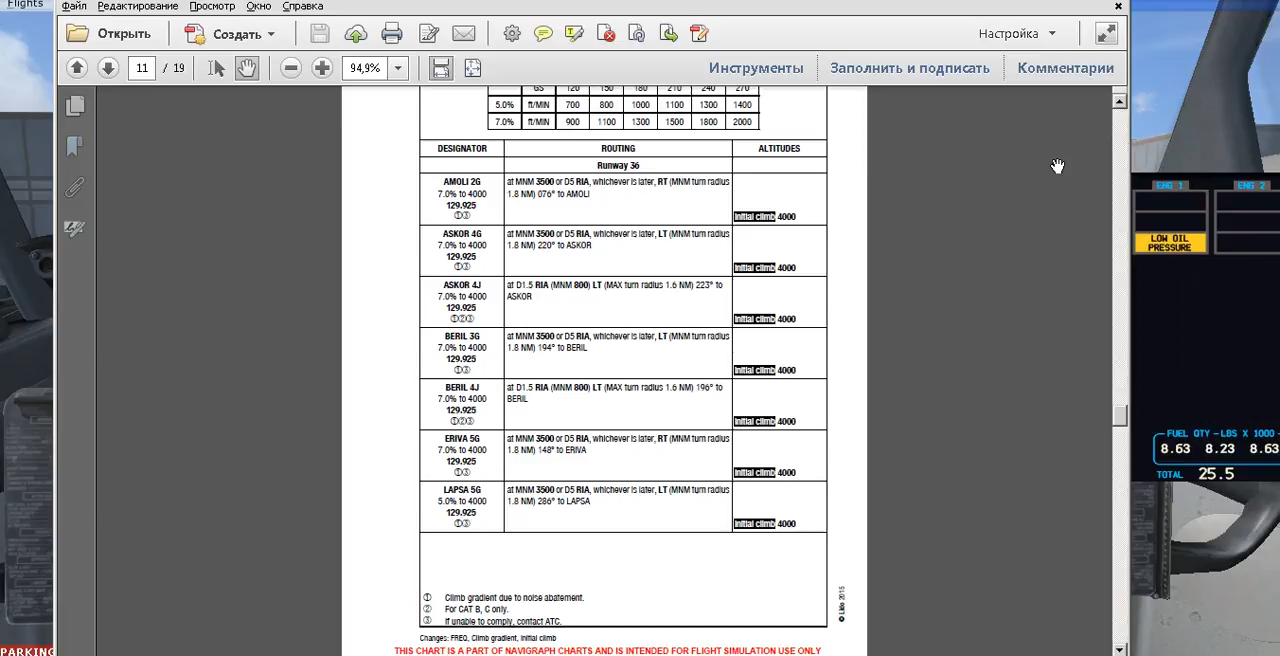 Flights
Файл Редактирование Просмотр Окно Справка
Открыть Создать Настройка
11 / 19 94,9% Инструменты Заполнить и подписать Комментарии
GS 120 150 180 210 240 270
5.0% ft/MIN 700 800 1000 1100 1300 1400
7.0% ft/MIN 900 1100 1300 1500 1800 2000
DESIGNATOR ROUTING ALTITUDES
Runway 36
AMOLI 2G
7.0% to 4000
129.925
①③
at MNM 3500 or D5 RIA, whichever is later, RT (MNM turn radius
1.8 NM) 076° to AMOLI
Initial climb 4000
ASKOR 4G
7.0% to 4000
129.925
①③
at MNM 3500 or D5 RIA, whichever is later, LT (MNM turn radius
1.8 NM) 220° to ASKOR
Initial climb 4000
ASKOR 4J
7.0% to 4000
129.925
①②③
at D1.5 RIA (MNM 800) LT (MAX turn radius 1.6 NM) 223° to
ASKOR
Initial climb 4000
BERIL 3G
7.0% to 4000
129.925
①③
at MNM 3500 or D5 RIA, whichever is later, LT (MNM turn radius
1.8 NM) 194° to BERIL
Initial climb 4000
BERIL 4J
7.0% to 4000
129.925
①②③
at D1.5 RIA (MNM 800) LT (MAX turn radius 1.6 NM) 196° to
BERIL
Initial climb 4000
ERIVA 5G
7.0% to 4000
129.925
①③
at MNM 3500 or D5 RIA, whichever is later, RT (MNM turn radius
1.8 NM) 148° to ERIVA
Initial climb 4000
LAPSA 5G
5.0% to 4000
129.925
①③
at MNM 3500 or D5 RIA, whichever is later, LT (MNM turn radius
1.8 NM) 286° to LAPSA
Initial climb 4000
① Climb gradient due to noise abatement.
② For CAT B, C only.
③ If unable to comply, contact ATC.
© Lido 2015
Changes: FREQ, Climb gradient, Initial climb
THIS CHART IS A PART OF NAVIGRAPH CHARTS AND IS INTENDED FOR FLIGHT SIMULATION USE ONLY
ENG 1 ENG 2
LOW OIL
PRESSURE
FUEL QTY -LBS X 1000
8.63 8.23 8.63
TOTAL 25.5
PARKING